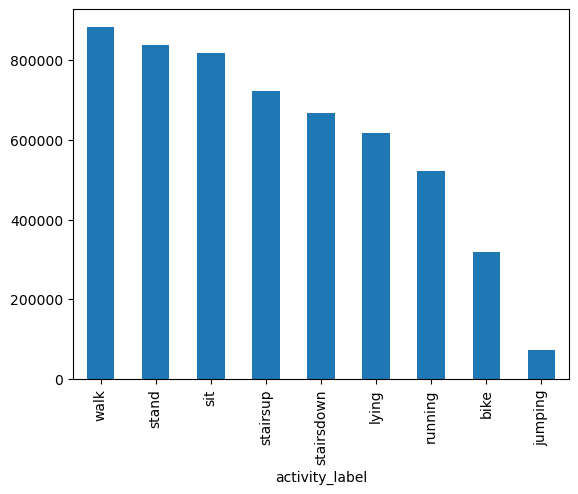 800000
600000
400000
200000
0
walk
stand
sit
stairsup
stairsdown
lying
running
bike
jumping
activity_label